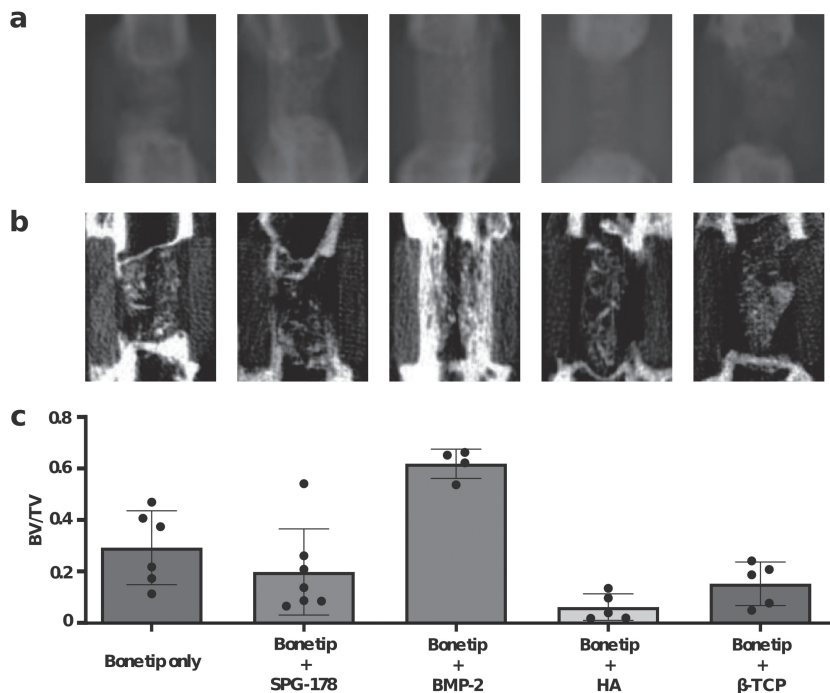 a
b
c
0.8
0.6
0.4
0.2
0
BV/TV
Bonetip only
Bonetip
+
SPG-178
Bonetip
+
BMP-2
Bonetip
+
HA
Bonetip
+
β-TCP